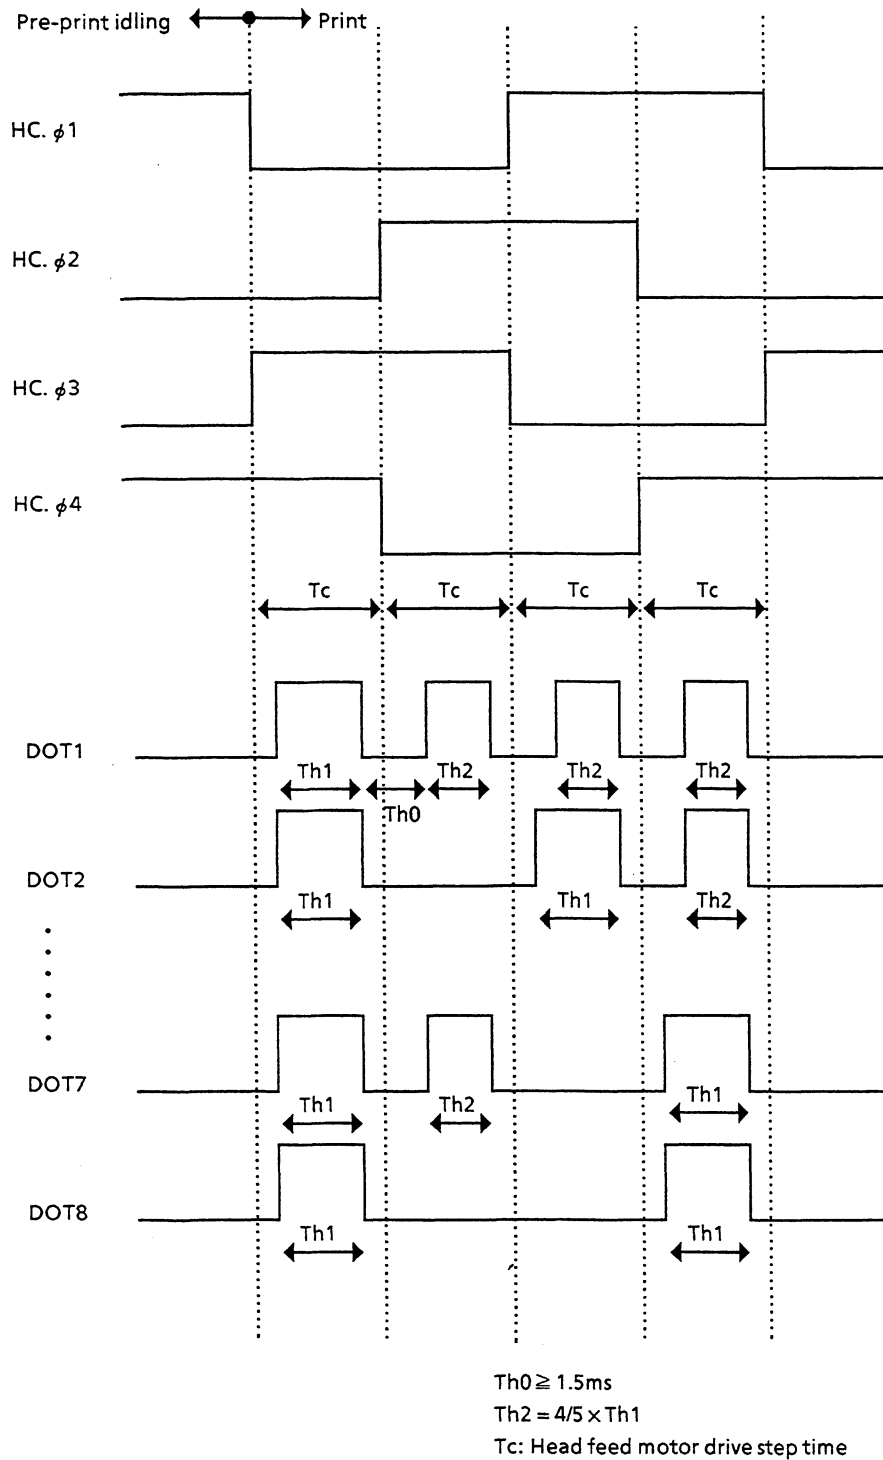 Pre-print idling Print
HC. ϕ1
HC. ϕ2
HC. ϕ3
HC. ϕ4
Tc Tc Tc Tc
DOT1
Th1 Th2 Th2 Th2
Th0
DOT2
Th1 Th1 Th2
DOT7
Th1 Th2 Th1
DOT8
Th1 Th1
Th0 ≧ 1.5ms
Th2 = 4/5 × Th1
Tc: Head feed motor drive step time